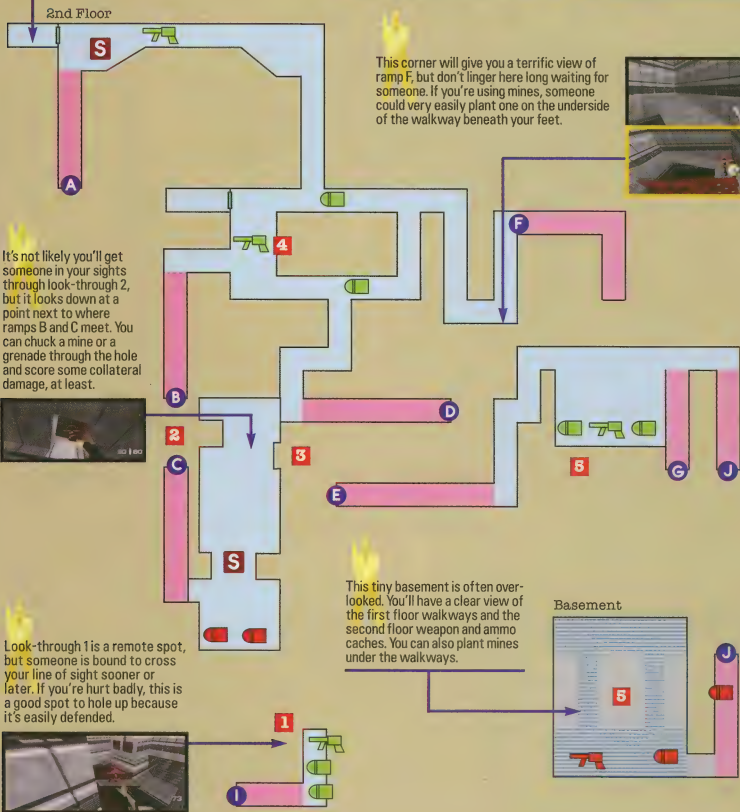 2nd Floor
S
A
This corner will give you a terrific view of
ramp F, but don't linger here long waiting for
someone. If you're using mines, someone
could very easily plant one on the underside
of the walkway beneath your feet.
F
4
It's not likely you'll get
someone in your sights
through look-through 2,
but it looks down at a
point next to where
ramps B and C meet. You
can chuck a mine or a
grenade through the hole
and score some collateral
damage, at least.
B
D
2
3
C
5
G
J
E
S
This tiny basement is often over-
looked. You'll have a clear view of
the first floor walkways and the
second floor weapon and ammo
caches. You can also plant mines
under the walkways.
Basement
J
5
Look-through 1 is a remote spot,
but someone is bound to cross
your line of sight sooner or
later. If you're hurt badly, this is
a good spot to hole up because
it's easily defended.
1
73
I